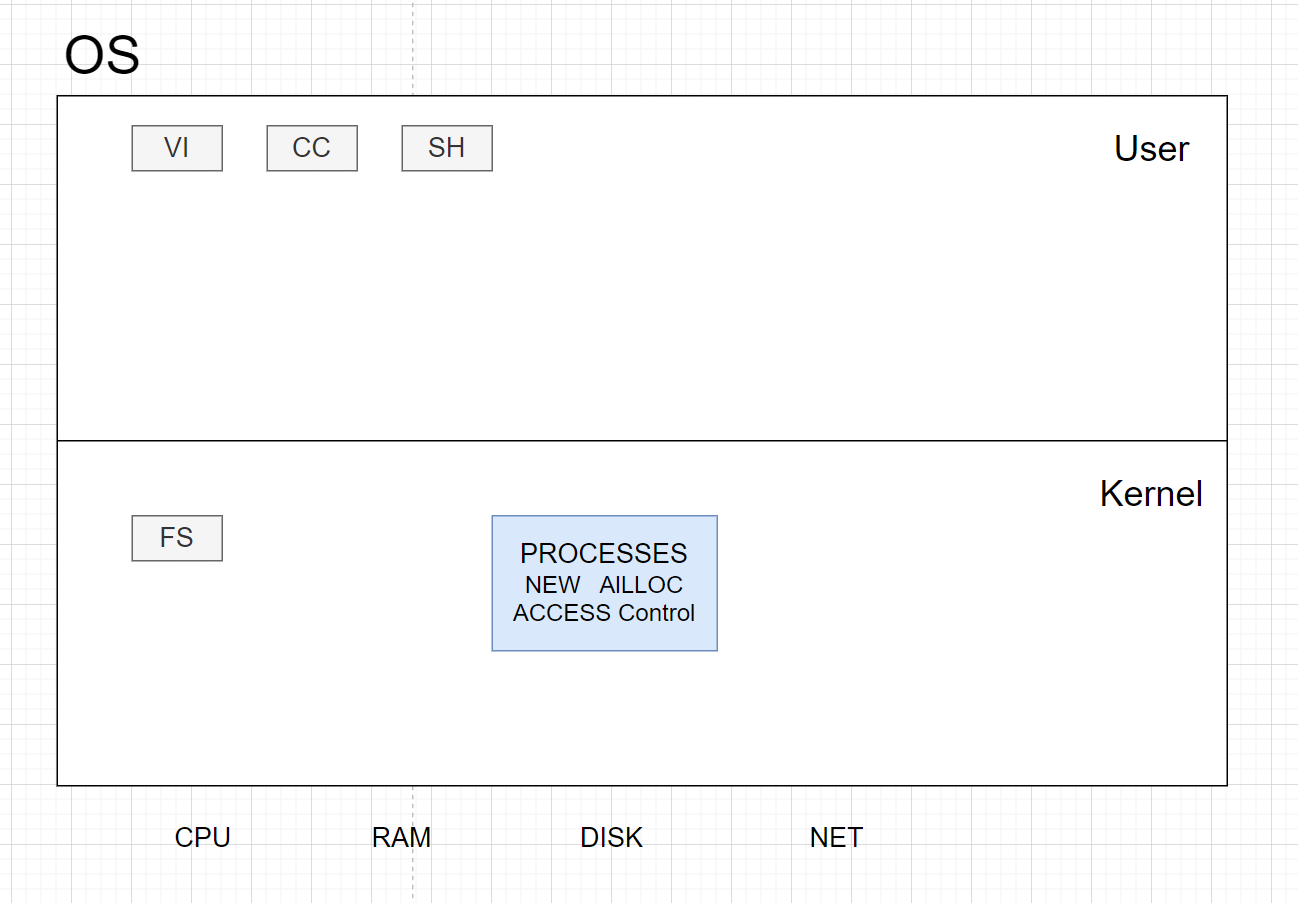 OS
VI CC SH
User
Kernel
FS
PROCESSES
NEW AILLOC
ACCESS Control
CPU RAM DISK NET